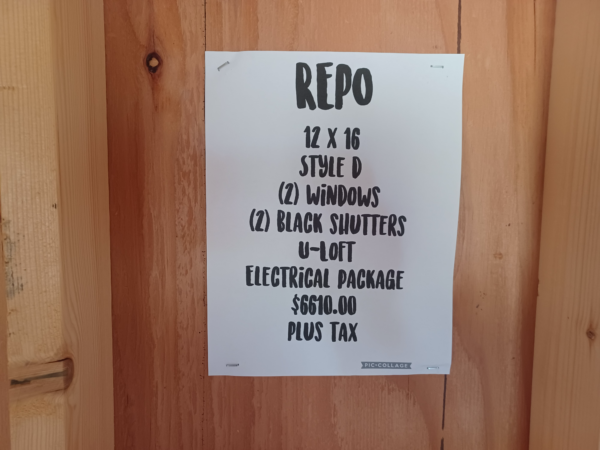 REPO
12 X 16
STYLE D
(2) WiNDOWS
(2) BLACK SHUTTERS
U-LOFT
ELECTRiCAL PACKAGE
$6610.00
PLUS TAX
PIC•COLLAGE